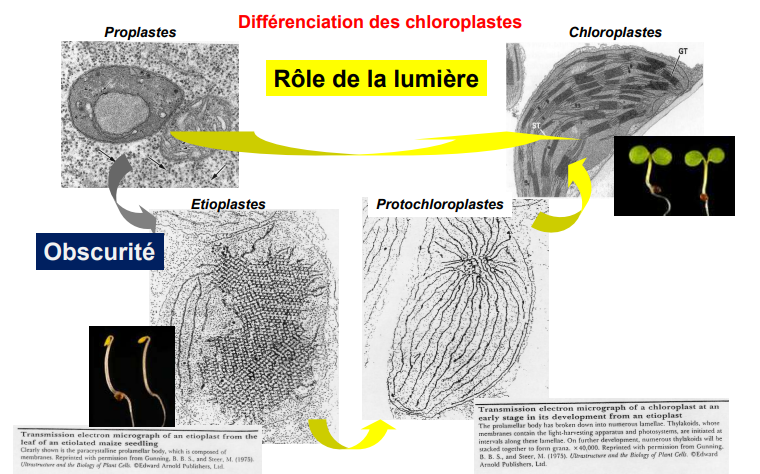 Différenciation des chloroplastes
Proplastes
Chloroplastes
Rôle de la lumière
GT
ST
Etioplastes
Protochloroplastes
Obscurité
Transmission electron micrograph of an etioplast from the
leaf of an etiolated maize seedling
Clearly shown is the paracrystalline prolamellar body, which is composed of
membranes. Reprinted with permission from Gunning, B. B. S., and Steer, M. (1975).
Ultrastructure and the Biology of Plant Cells. ©Edward Arnold Publishers, Ltd.
Transmission electron micrograph of a chloroplast at an
early stage in its development from an etioplast
The prolamellar body has broken down into numerous lamellae. Thylakoids, whose
membranes contain the light-harvesting apparatus and photosystems, are initiated at
intervals along these lamellae. On further development, numerous thylakoids will be
stacked together to form grana. ×40,000. Reprinted with permission from Gunning,
B. B. S., and Steer, M. (1975). Ultrastructure and the Biology of Plant Cells. ©Edward
Arnold Publishers, Ltd.